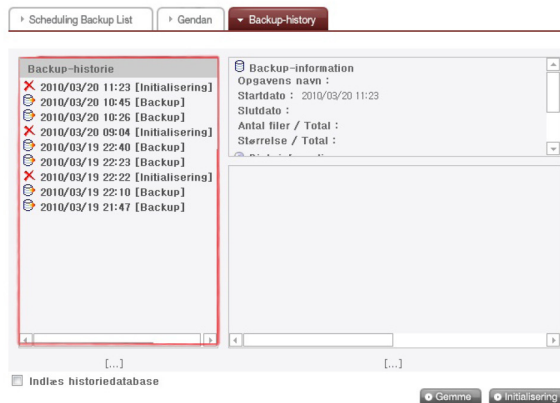 Scheduling Backup List
Gendan
Backup-history
Backup-historie
2010/03/20 11:23 [Initialisering]
2010/03/20 10:45 [Backup]
2010/03/20 10:26 [Backup]
2010/03/20 09:04 [Initialisering]
2010/03/19 22:40 [Backup]
2010/03/19 22:23 [Backup]
2010/03/19 22:22 [Initialisering]
2010/03/19 22:10 [Backup]
2010/03/19 21:47 [Backup]
[...]
Backup-information
Opgavens navn :
Startdato : 2010/03/20 11:23
Slutdato :
Antal filer / Total :
Størrelse / Total :
[...]
Indlæs historiedatabase
Gemme
Initialisering